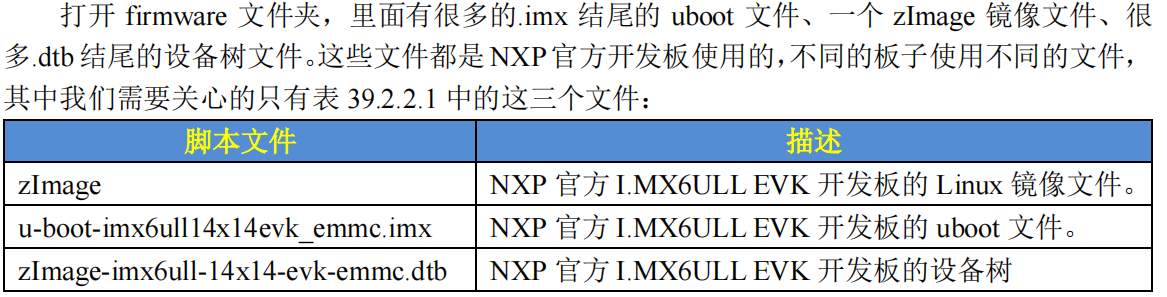 打开 firmware 文件夹，里面有很多的.imx 结尾的 uboot 文件、一个 zImage 镜像文件、很
多.dtb 结尾的设备树文件。这些文件都是 NXP 官方开发板使用的，不同的板子使用不同的文件，
其中我们需要关心的只有表 39.2.2.1 中的这三个文件：
脚本文件 描述
zImage NXP 官方 I.MX6ULL EVK 开发板的 Linux 镜像文件。
u-boot-imx6ull14x14evk_emmc.imx NXP 官方 I.MX6ULL EVK 开发板的 uboot 文件。
zImage-imx6ull-14x14-evk-emmc.dtb NXP 官方 I.MX6ULL EVK 开发板的设备树